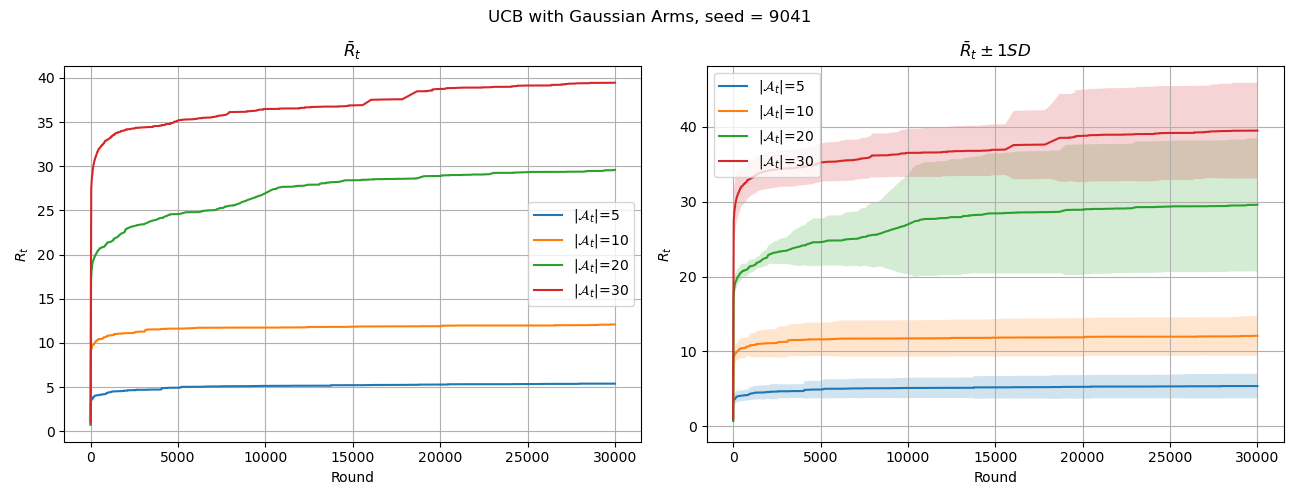 UCB with Gaussian Arms, seed = 9041
R̄ₜ
40
35
30
25
20
15
10
5
0
Rₜ
0 5000 10000 15000 20000 25000 30000
Round
|𝒜ₜ|=5
|𝒜ₜ|=10
|𝒜ₜ|=20
|𝒜ₜ|=30
R̄ₜ ± 1SD
40
30
20
10
0
Rₜ
0 5000 10000 15000 20000 25000 30000
Round
|𝒜ₜ|=5
|𝒜ₜ|=10
|𝒜ₜ|=20
|𝒜ₜ|=30